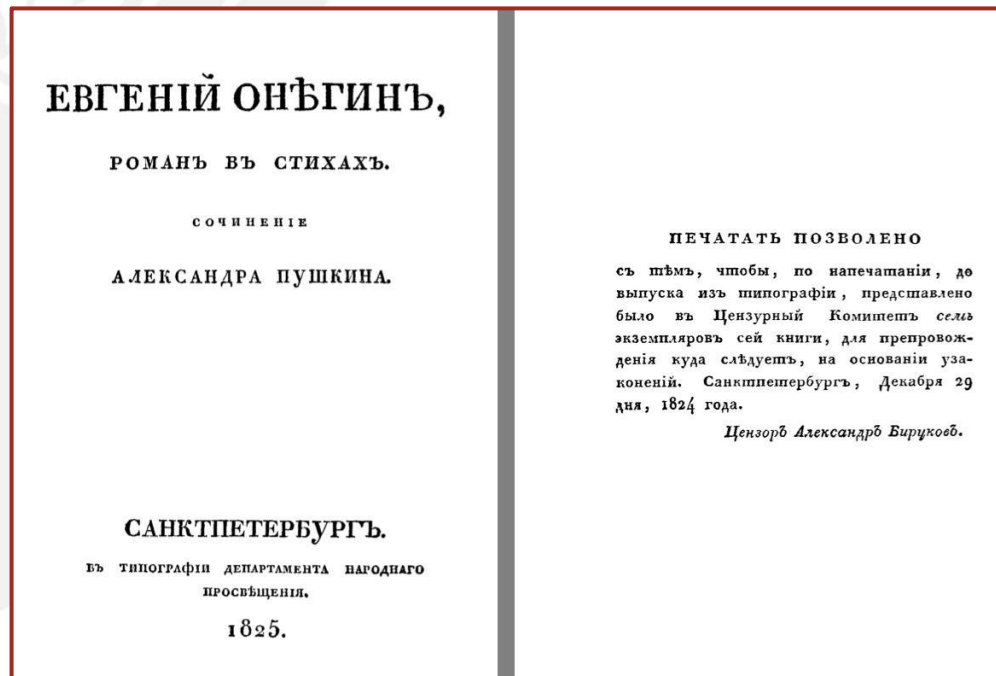 ЕВГЕНІЙ ОНѢГИНЪ,
РОМАНЪ ВЪ СТИХАХЪ.
СОЧИНЕНІЕ
АЛЕКСАНДРА ПУШКИНА.
САНКТПЕТЕРБУРГЪ.
ВЪ ТИПОГРАФІИ ДЕПАРТАМЕНТА НАРОДНАГО
ПРОСВѢЩЕНІЯ.
1825.
ПЕЧАТАТЬ ПОЗВОЛЕНО
съ тѣмъ, чтобы, по напечатаніи, до
выпуска изъ типографіи, представлено
было въ Цензурный Комитетъ семь
экземпляровъ сей книги, для препровож-
денія куда слѣдуетъ, на основаніи уза-
коненій. Санктпетербургъ, Декабря 29
дня, 1824 года.
Цензоръ Александръ Бируковъ.